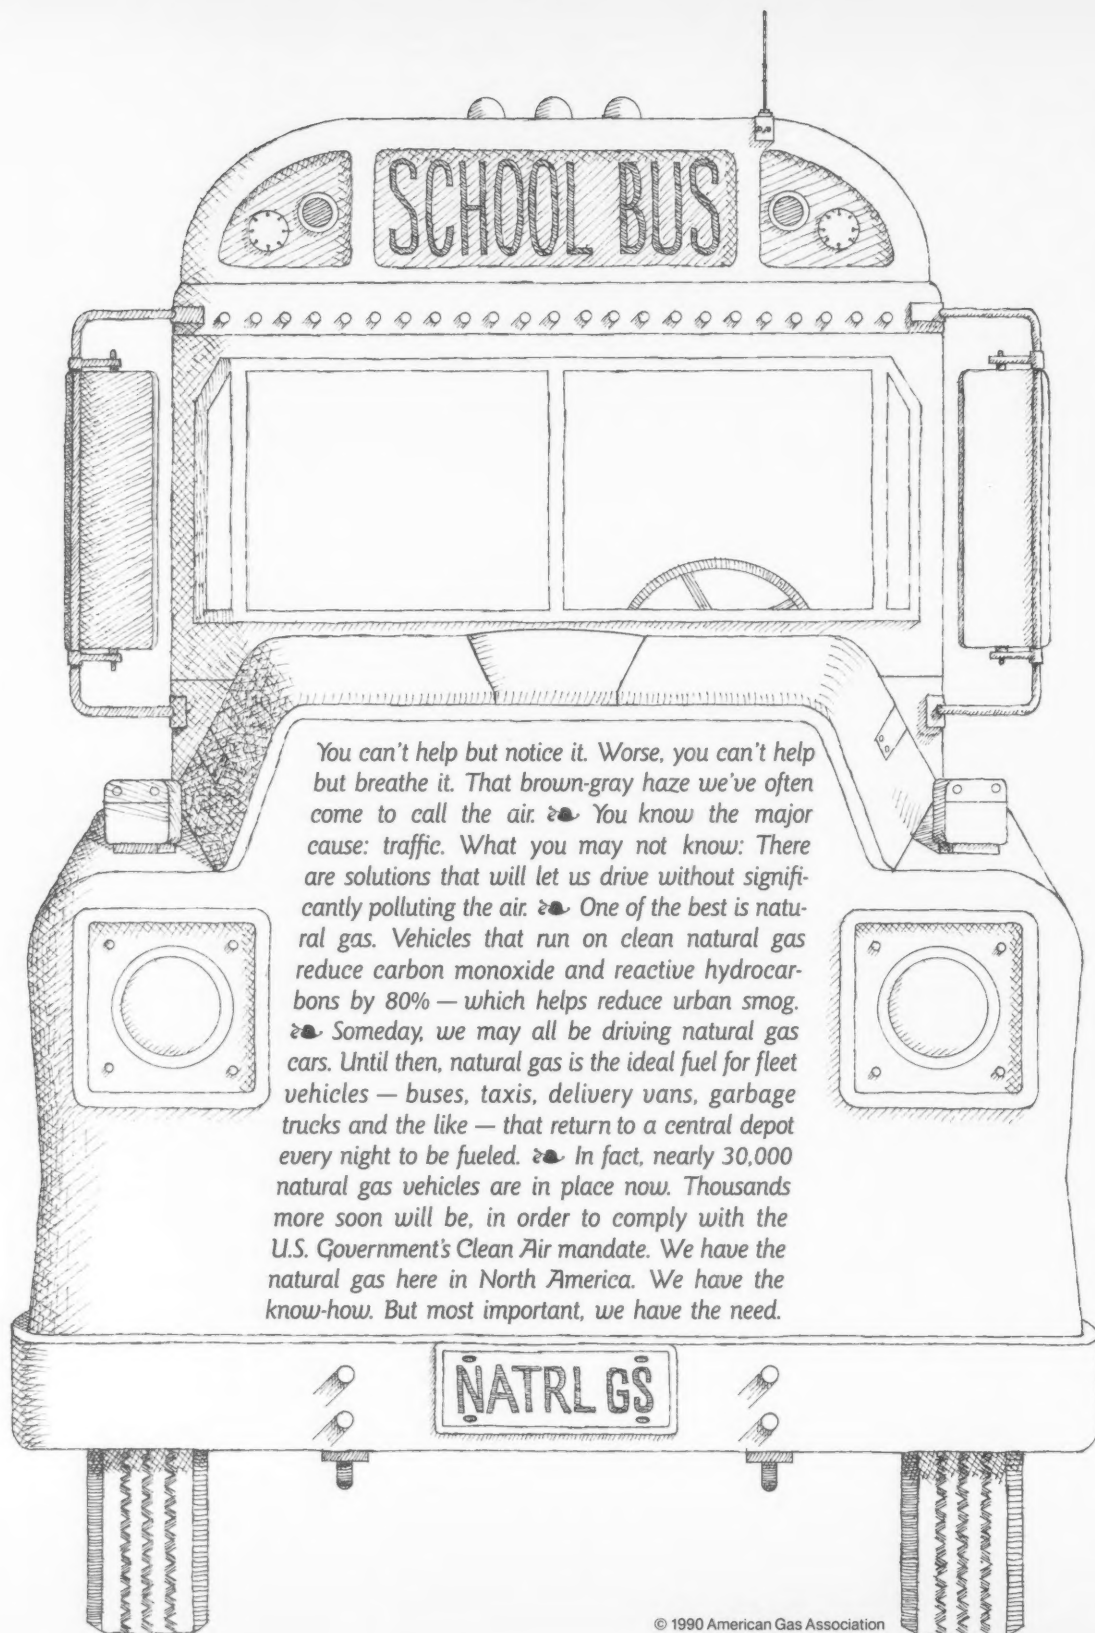 SCHOOL BUS
You can't help but notice it. Worse, you can't help
but breathe it. That brown-gray haze we've often
come to call the air. You know the major
cause: traffic. What you may not know: There
are solutions that will let us drive without signifi-
cantly polluting the air. One of the best is natu-
ral gas. Vehicles that run on clean natural gas
reduce carbon monoxide and reactive hydrocar-
bons by 80% — which helps reduce urban smog.
Someday, we may all be driving natural gas
cars. Until then, natural gas is the ideal fuel for fleet
vehicles — buses, taxis, delivery vans, garbage
trucks and the like — that return to a central depot
every night to be fueled. In fact, nearly 30,000
natural gas vehicles are in place now. Thousands
more soon will be, in order to comply with the
U.S. Government's Clean Air mandate. We have the
natural gas here in North America. We have the
know-how. But most important, we have the need.
NATRL GS
© 1990 American Gas Association